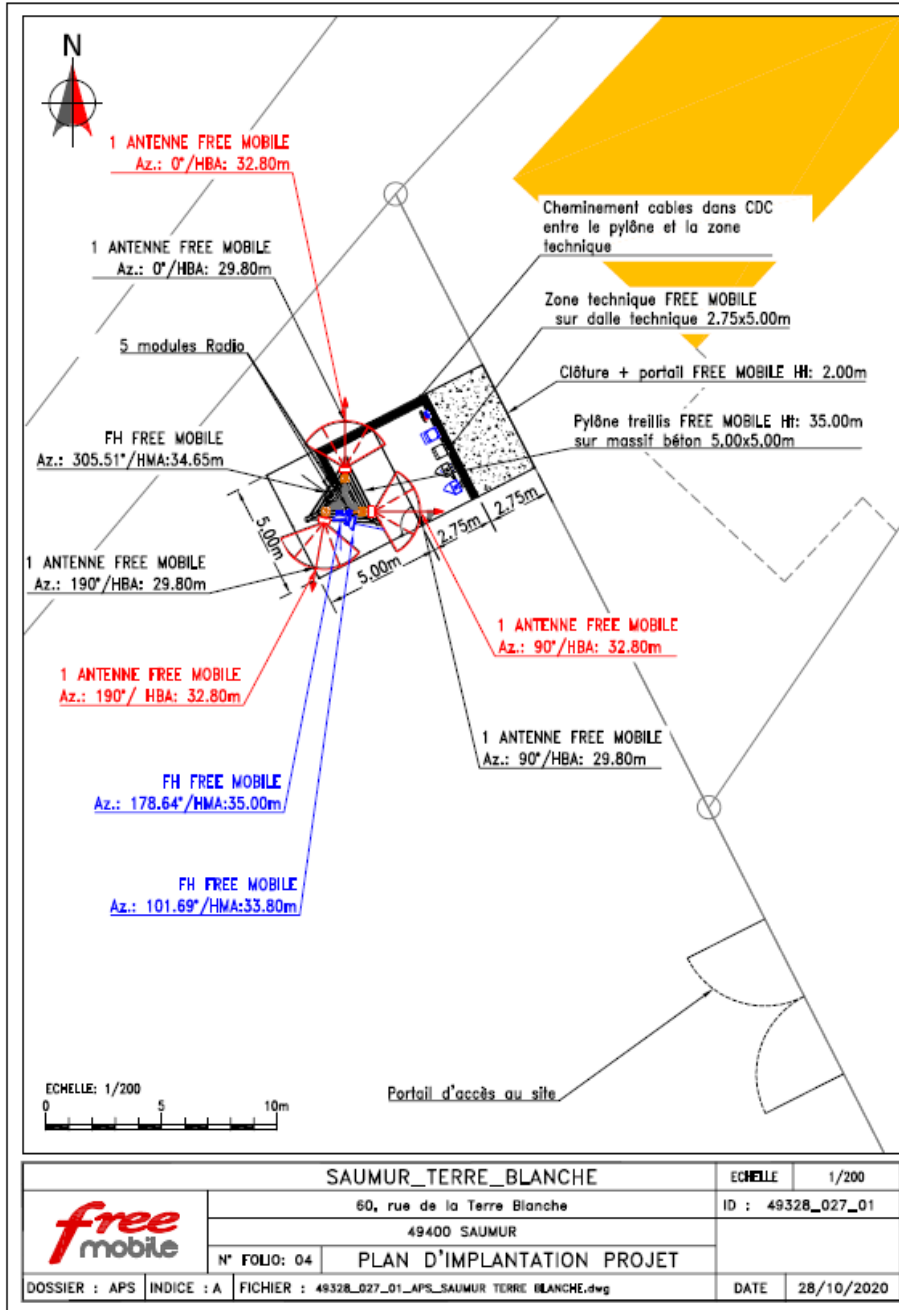 N
1 ANTENNE FREE MOBILE
Az.: 0°/HBA: 32.80m
1 ANTENNE FREE MOBILE
Az.: 0°/HBA: 29.80m
5 modules Radio
FH FREE MOBILE
Az.: 305.51°/HMA:34.65m
1 ANTENNE FREE MOBILE
Az.: 190°/HBA: 29.80m
1 ANTENNE FREE MOBILE
Az.: 190°/ HBA: 32.80m
FH FREE MOBILE
Az.: 178.64°/HMA:35.00m
FH FREE MOBILE
Az.: 101.69°/HMA:33.80m
Cheminement cables dans CDC
entre le pylône et la zone
technique
Zone technique FREE MOBILE
sur dalle technique 2.75x5.00m
Clôture + portail FREE MOBILE Ht: 2.00m
Pylône treillis FREE MOBILE Ht: 35.00m
sur massif béton 5.00x5.00m
5.00m
5.00m
2.75m
2.75m
1 ANTENNE FREE MOBILE
Az.: 90°/HBA: 32.80m
1 ANTENNE FREE MOBILE
Az.: 90°/HBA: 29.80m
Portail d'accès au site
ECHELLE: 1/200
0 5 10m
free
mobile
SAUMUR_TERRE_BLANCHE
60, rue de la Terre Blanche
49400 SAUMUR
N° FOLIO: 04
PLAN D'IMPLANTATION PROJET
ECHELLE 1/200
ID : 49328_027_01
DOSSIER : APS
INDICE : A
FICHIER : 49328_027_01_APS_SAUMUR TERRE BLANCHE.dwg
DATE 28/10/2020